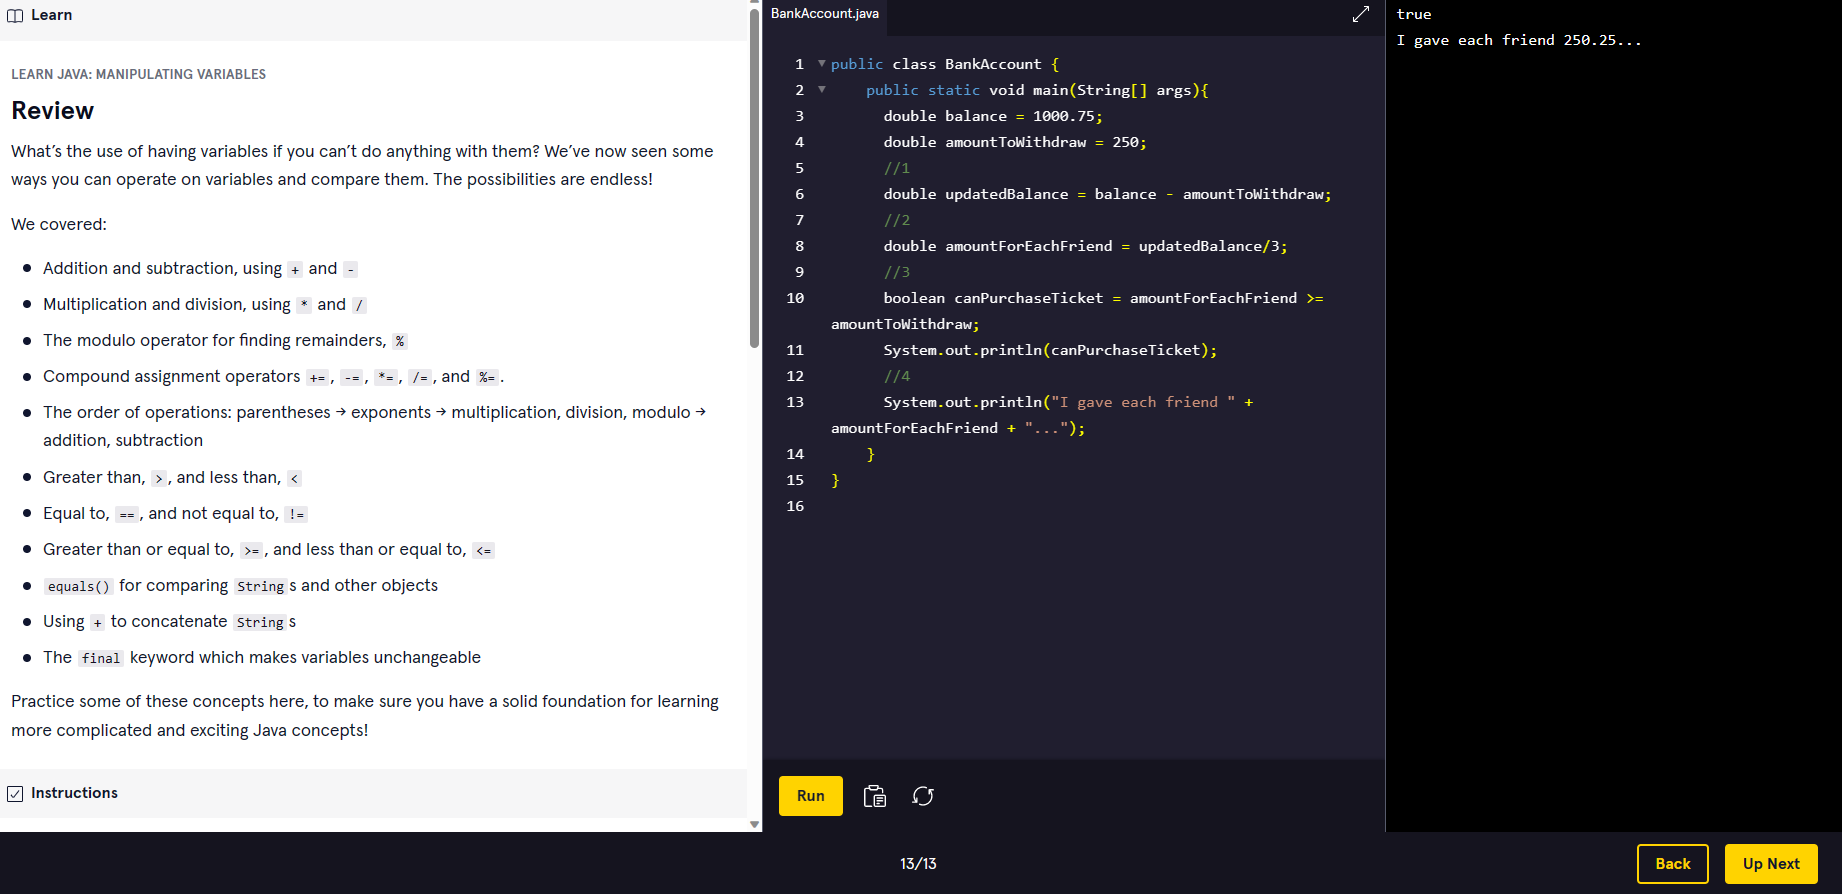 Learn
LEARN JAVA: MANIPULATING VARIABLES
Review
What's the use of having variables if you can't do anything with them? We've now seen some
ways you can operate on variables and compare them. The possibilities are endless!
We covered:
Addition and subtraction, using + and -
Multiplication and division, using * and /
The modulo operator for finding remainders, %
Compound assignment operators +=, -=, *=, /=, and %=.
The order of operations: parentheses → exponents → multiplication, division, modulo →
addition, subtraction
Greater than, >, and less than, <
Equal to, ==, and not equal to, !=
Greater than or equal to, >=, and less than or equal to, <=
equals() for comparing Strings and other objects
Using + to concatenate Strings
The final keyword which makes variables unchangeable
Practice some of these concepts here, to make sure you have a solid foundation for learning
more complicated and exciting Java concepts!
Instructions
BankAccount.java
1 public class BankAccount {
2 public static void main(String[] args){
3 double balance = 1000.75;
4 double amountToWithdraw = 250;
5 //1
6 double updatedBalance = balance - amountToWithdraw;
7 //2
8 double amountForEachFriend = updatedBalance/3;
9 //3
10 boolean canPurchaseTicket = amountForEachFriend >=
amountToWithdraw;
11 System.out.println(canPurchaseTicket);
12 //4
13 System.out.println("I gave each friend " +
amountForEachFriend + "...");
14 }
15 }
16
Run
true
I gave each friend 250.25...
13/13
Back
Up Next